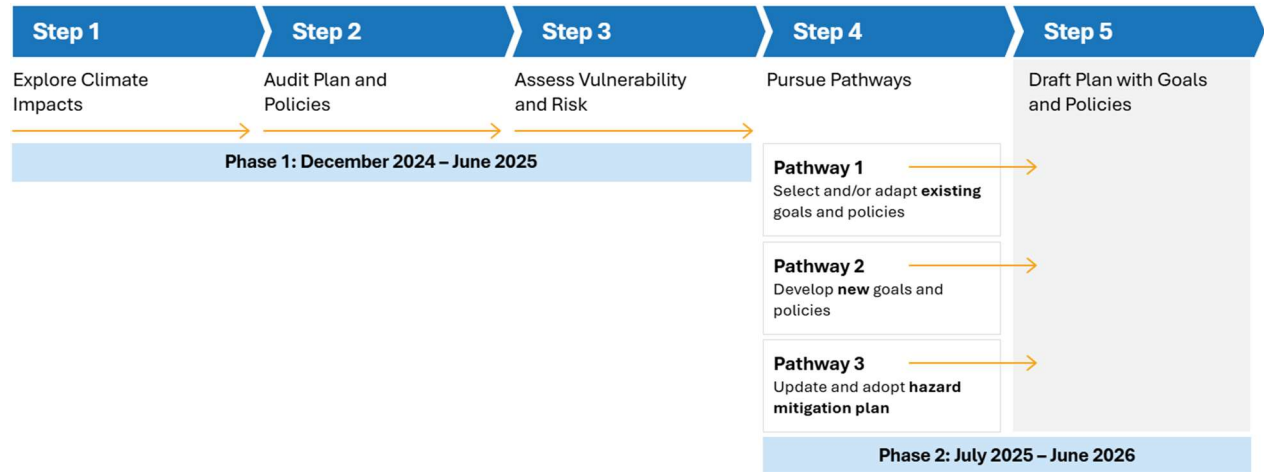 Step 1
Step 2
Step 3
Step 4
Step 5
Explore Climate
Impacts
Audit Plan and
Policies
Assess Vulnerability
and Risk
Pursue Pathways
Draft Plan with Goals
and Policies
Phase 1: December 2024 – June 2025
Pathway 1
Select and/or adapt existing
goals and policies
Pathway 2
Develop new goals and
policies
Pathway 3
Update and adopt hazard
mitigation plan
Phase 2: July 2025 – June 2026